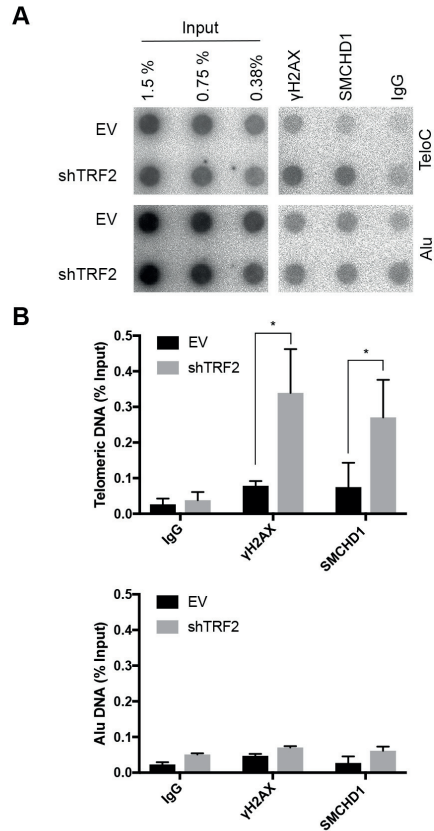 A
Input
1.5 %
0.75 %
0.38%
γH2AX
SMCHD1
IgG
EV
shTRF2
TeloC
EV
shTRF2
Alu
B
Telomeric DNA (% Input)
0.5
0.4
0.3
0.2
0.1
0.0
EV
shTRF2
*
*
IgG
γH2AX
SMCHD1
Alu DNA (% Input)
0.5
0.4
0.3
0.2
0.1
0.0
EV
shTRF2
IgG
γH2AX
SMCHD1